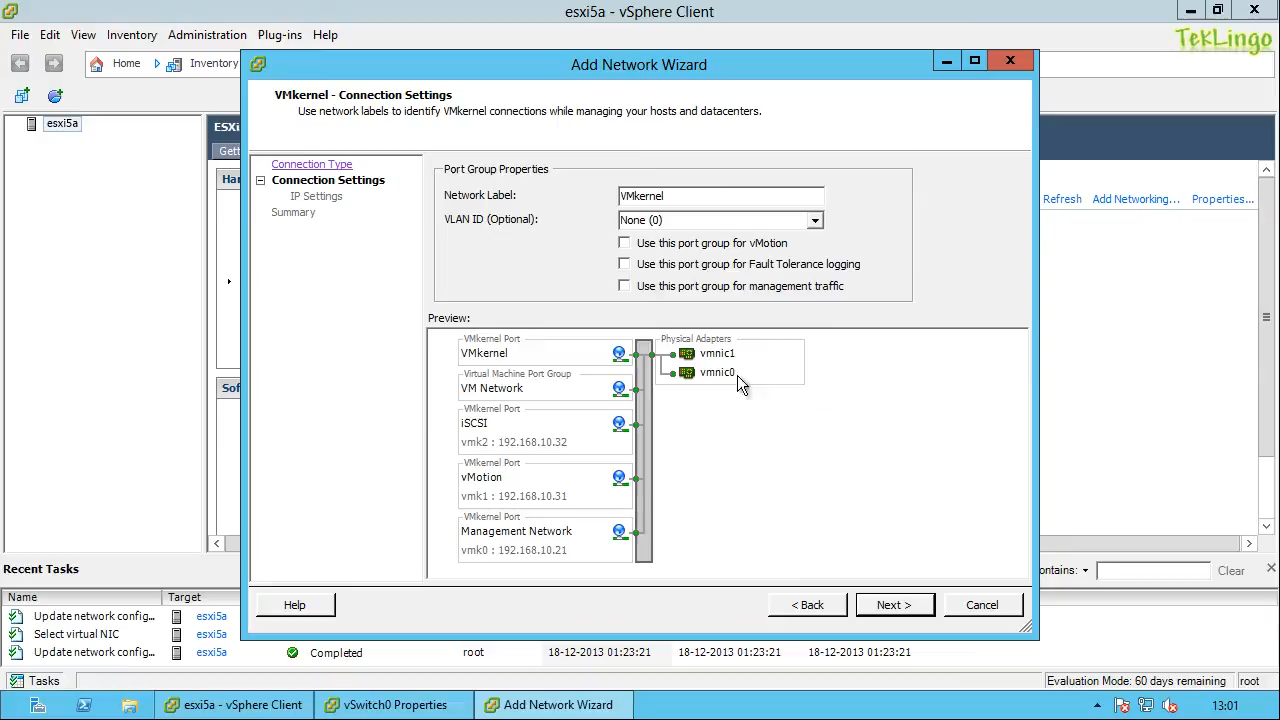 esxi5a - vSphere Client
File Edit View Inventory Administration Plug-ins Help
TekLingo
Home Inventory
Add Network Wizard
VMkernel - Connection Settings
Use network labels to identify VMkernel connections while managing your hosts and datacenters.
esxi5a
ESXi
Gett
Har
Sof
Connection Type
Connection Settings
IP Settings
Summary
Port Group Properties
Network Label: VMkernel
VLAN ID (Optional): None (0)
Use this port group for vMotion
Use this port group for Fault Tolerance logging
Use this port group for management traffic
Refresh Add Networking... Properties...
Preview:
VMkernel Port
VMkernel
Virtual Machine Port Group
VM Network
VMkernel Port
iSCSI
vmk2 : 192.168.10.32
VMkernel Port
vMotion
vmk1 : 192.168.10.31
VMkernel Port
Management Network
vmk0 : 192.168.10.21
Physical Adapters
vmnic1
vmnic0
Help < Back Next > Cancel
Recent Tasks
ontains: Clear
Name Target
Update network config... esxi5a
Select virtual NIC esxi5a
Update network config... esxi5a Completed root 18-12-2013 01:23:21 18-12-2013 01:23:21 18-12-2013 01:23:21
Tasks Evaluation Mode: 60 days remaining root
esxi5a - vSphere Client vSwitch0 Properties Add Network Wizard 13:01